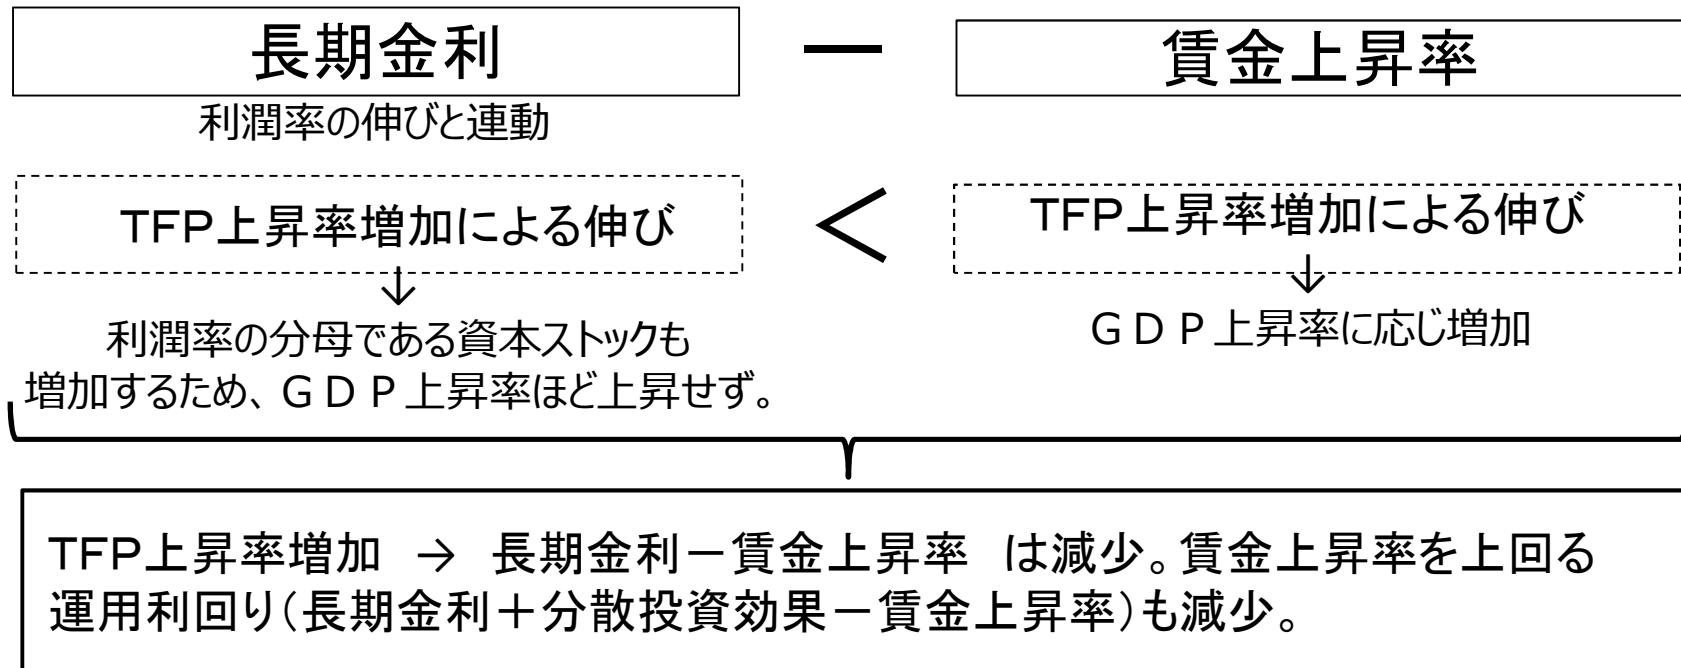 長期金利
ー
賃金上昇率
利潤率の伸びと連動
TFP上昇率増加による伸び
＜
TFP上昇率増加による伸び
↓
↓
利潤率の分母である資本ストックも
増加するため、ＧＤＰ上昇率ほど上昇せず。
ＧＤＰ上昇率に応じ増加
TFP上昇率増加　→　長期金利－賃金上昇率　は減少。賃金上昇率を上回る
運用利回り（長期金利＋分散投資効果－賃金上昇率）も減少。